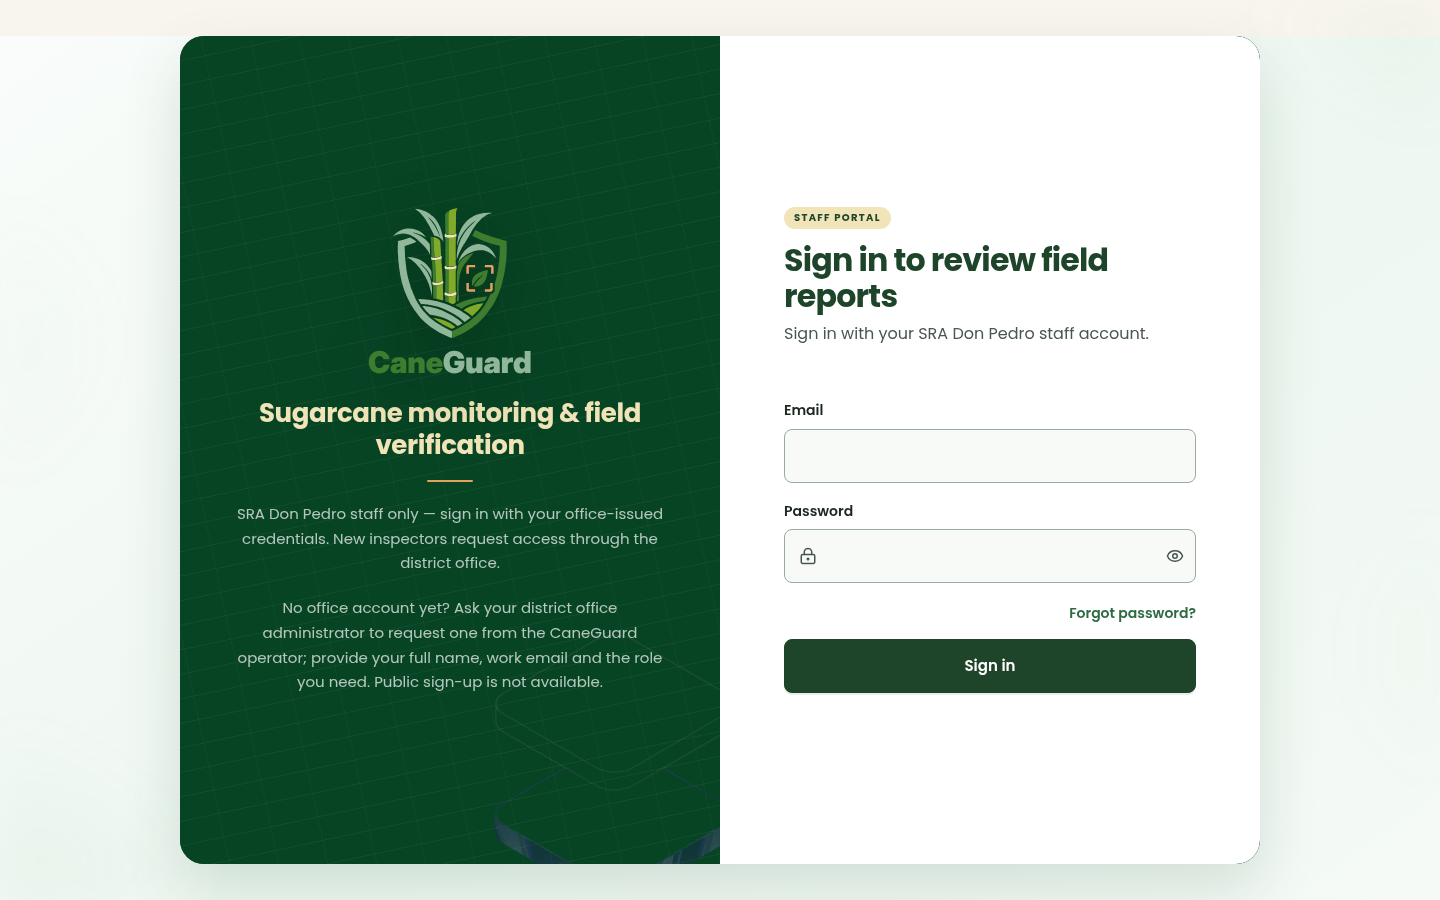 CaneGuard
Sugarcane monitoring & field
verification
SRA Don Pedro staff only — sign in with your office-issued
credentials. New inspectors request access through the
district office.
No office account yet? Ask your district office
administrator to request one from the CaneGuard
operator; provide your full name, work email and the role
you need. Public sign-up is not available.
STAFF PORTAL
Sign in to review field
reports
Sign in with your SRA Don Pedro staff account.
Email
Password
Forgot password?
Sign in